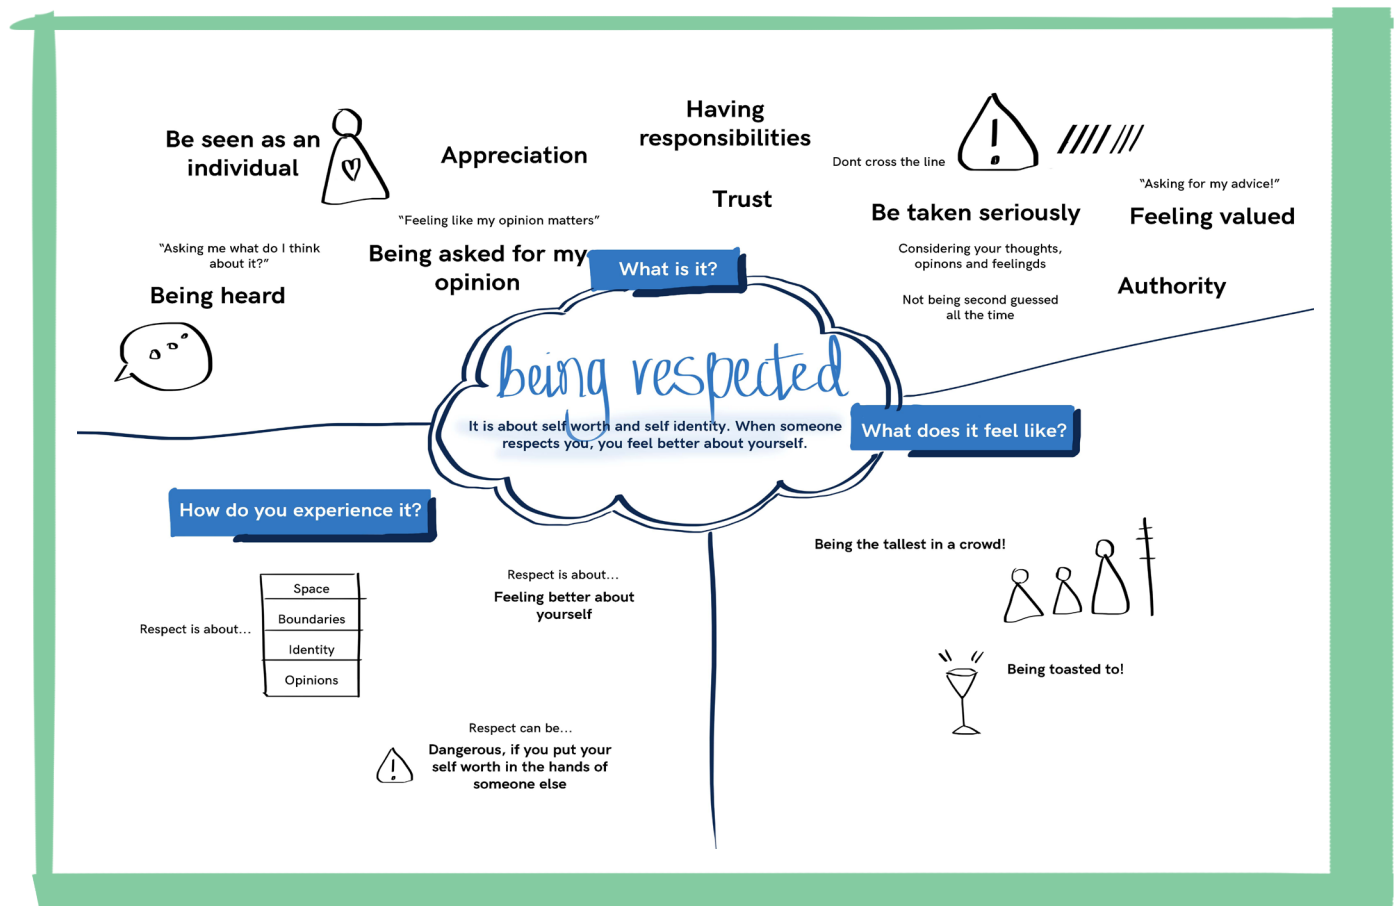 Be seen as an
individual
Appreciation
Having
responsibilities
Trust
Dont cross the line
!
Be taken seriously
Considering your thoughts,
opinons and feelingds
Not being second guessed
all the time
“Asking for my advice!”
Feeling valued
Authority
“Feeling like my opinion matters”
Being asked for my
opinion
“Asking me what do I think
about it?”
Being heard
What is it?
being respected
It is about self worth and self identity. When someone
respects you, you feel better about yourself.
What does it feel like?
Being the tallest in a crowd!
Being toasted to!
How do you experience it?
Respect is about...
Space
Boundaries
Identity
Opinions
Respect is about...
Feeling better about
yourself
Respect can be...
!
Dangerous, if you put your
self worth in the hands of
someone else